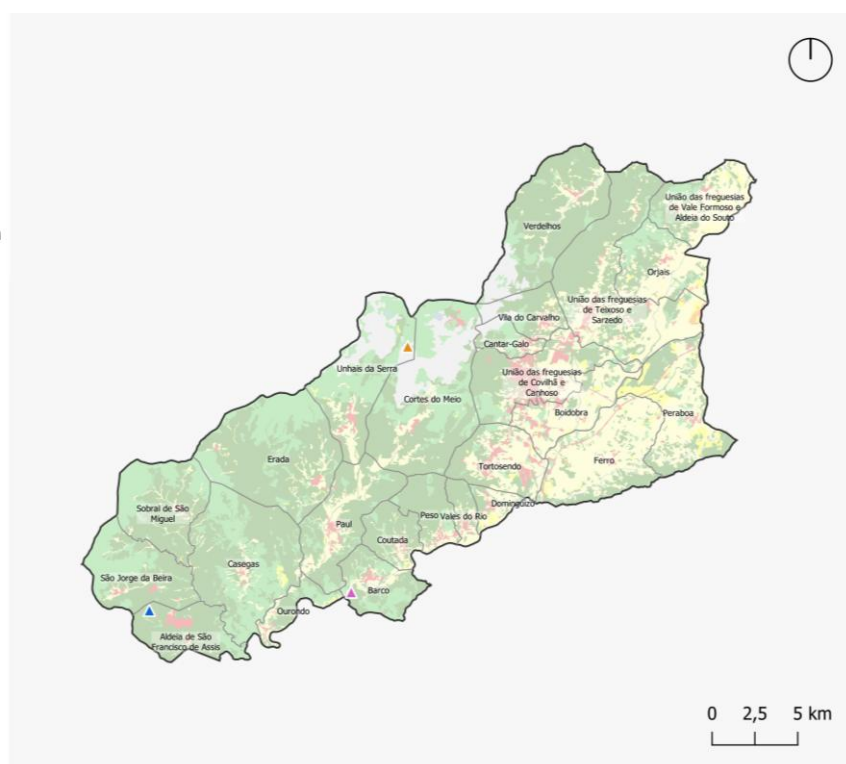 União das freguesias
de Vale Formoso e
Aldeia do Souto
Verdelhos
Orjais
União das freguesias
de Teixoso e
Sarzedo
Vila do Carvalho
Cantar-Galo
Unhais da Serra
União das freguesias
de Covilhã e
Canhoso
Cortes do Meio
Boidobra
Peraboa
Erada
Tortosendo
Ferro
Dominguizo
Sobral de São
Miguel
Paul
Peso
Vales do Rio
Coutada
Casegas
São Jorge da Beira
Barco
Ourondo
Aldeia de São
Francisco de Assis
0 2,5 5 km